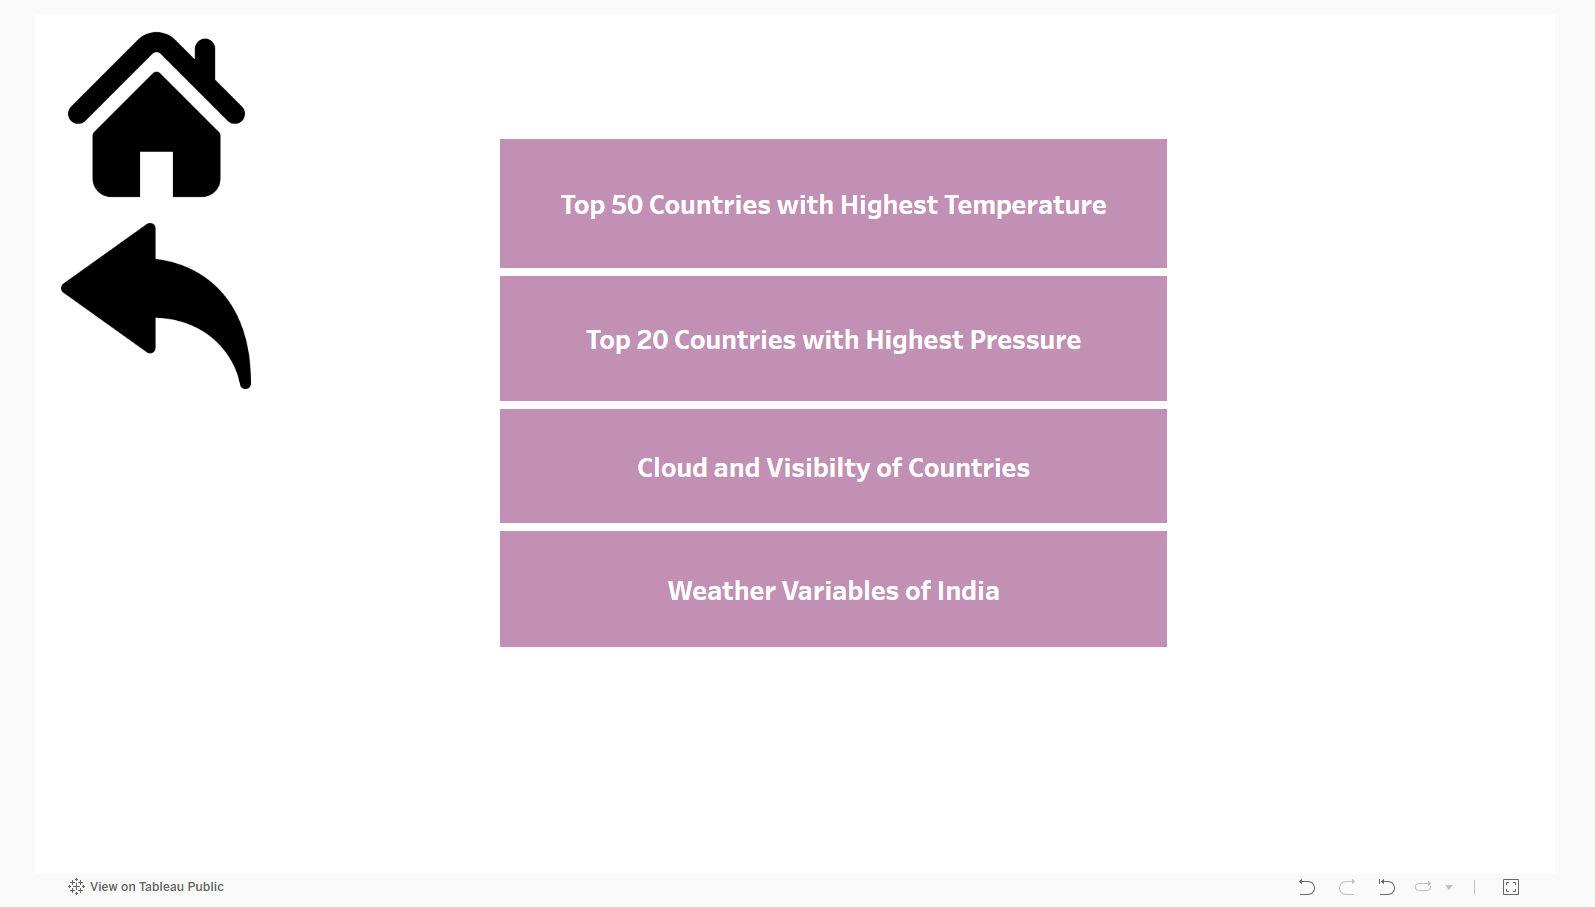 Top 50 Countries with Highest Temperature
Top 20 Countries with Highest Pressure
Cloud and Visibilty of Countries
Weather Variables of India
View on Tableau Public